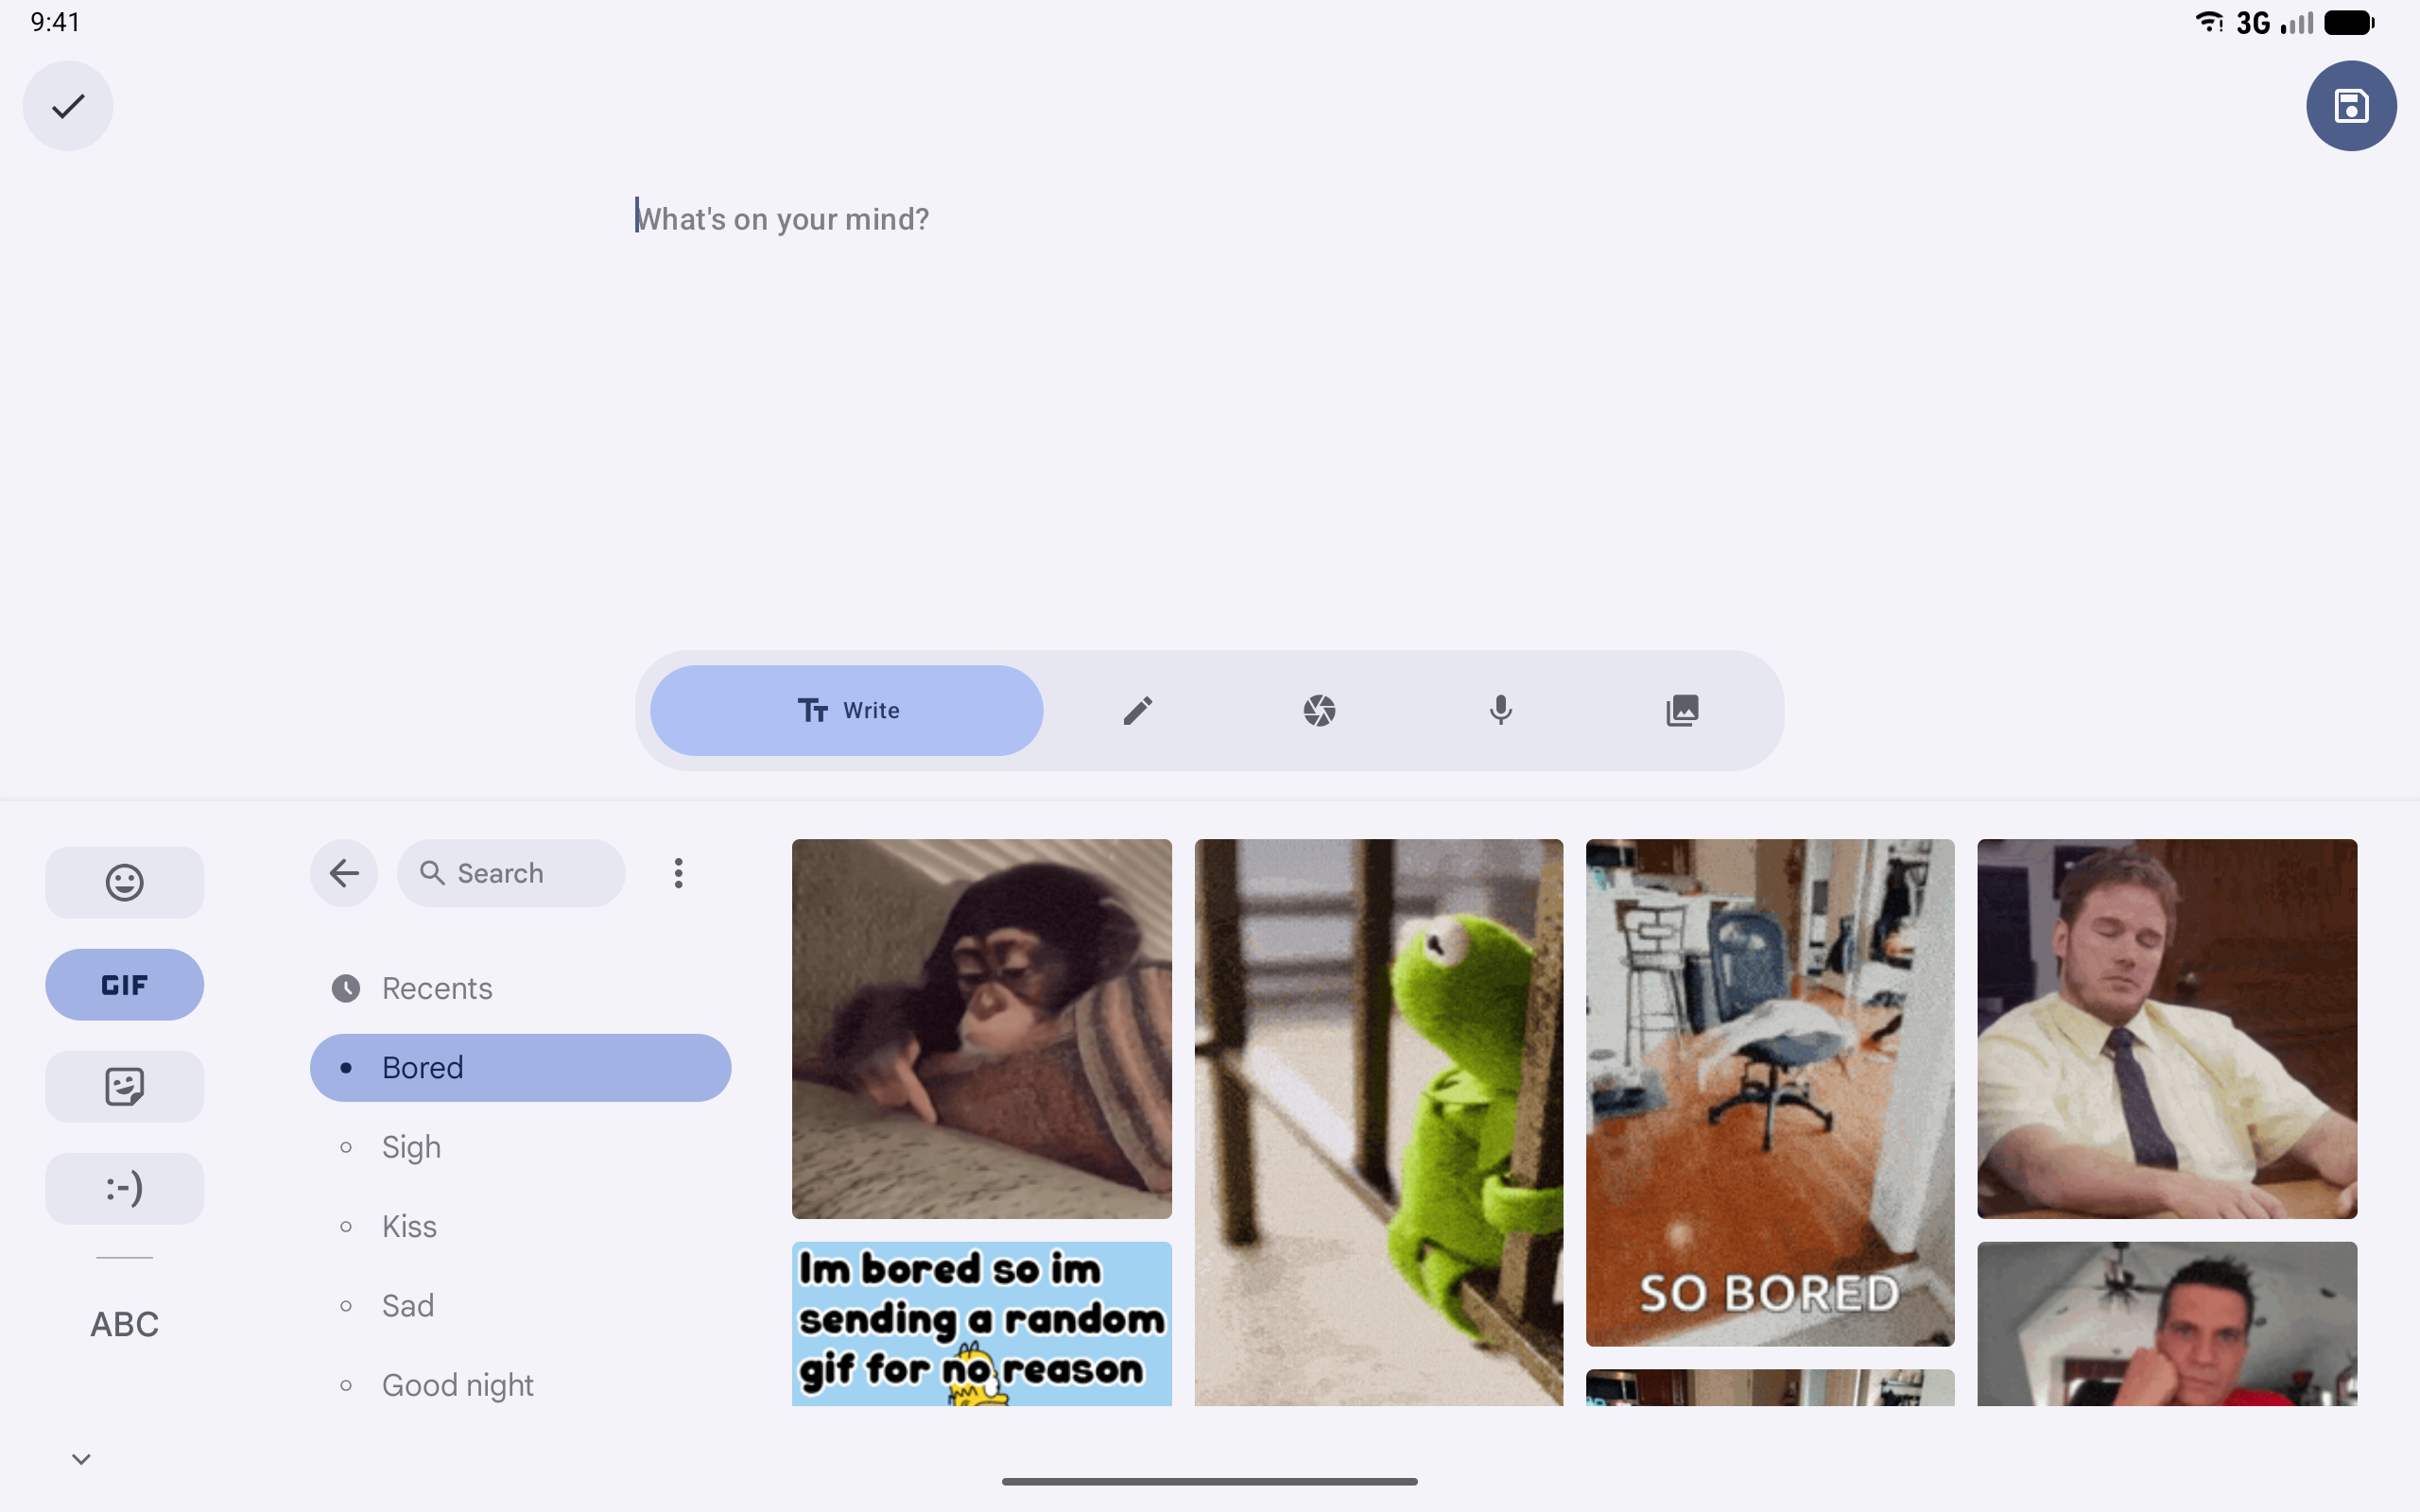 9:41
3G
What's on your mind?
Write
Search
GIF
Recents
Bored
Sigh
:-)
Kiss
Sad
ABC
Good night
Im bored so im
sending a random
gif for no reason
SO BORED